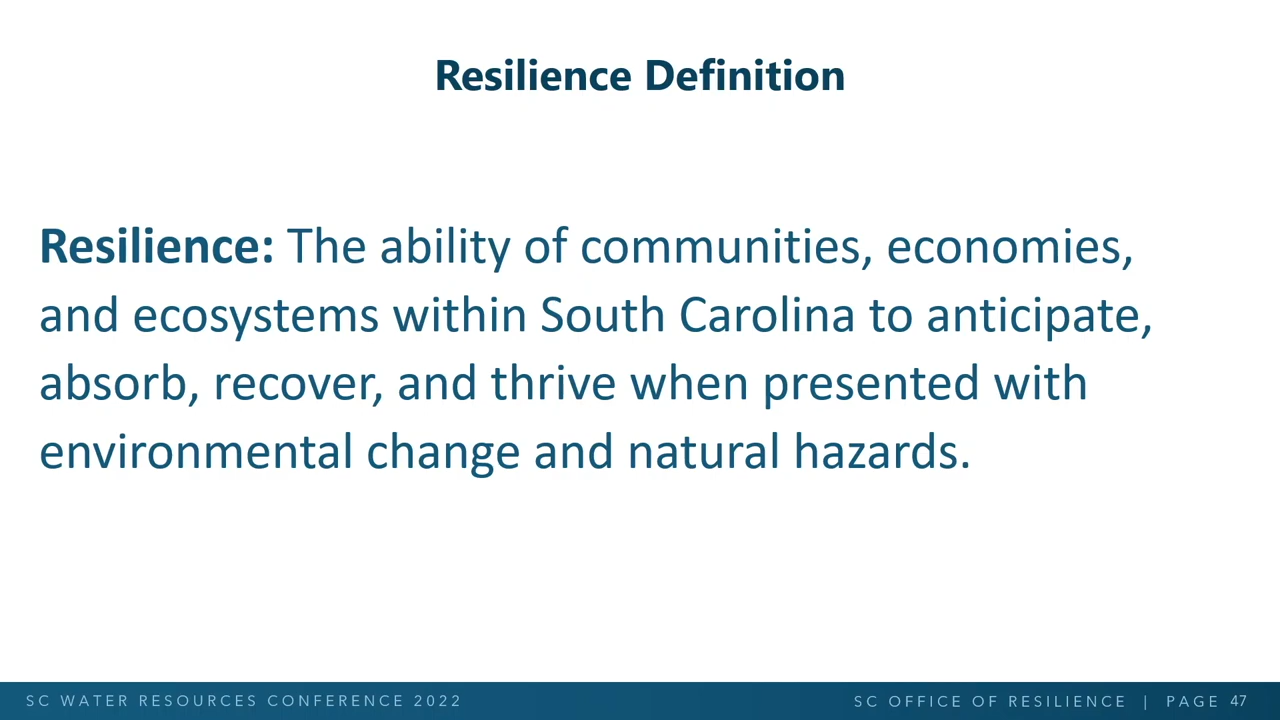 Resilience Definition
Resilience: The ability of communities, economies,
and ecosystems within South Carolina to anticipate,
absorb, recover, and thrive when presented with
environmental change and natural hazards.
SC WATER RESOURCES CONFERENCE 2022
SC OFFICE OF RESILIENCE | PAGE 47